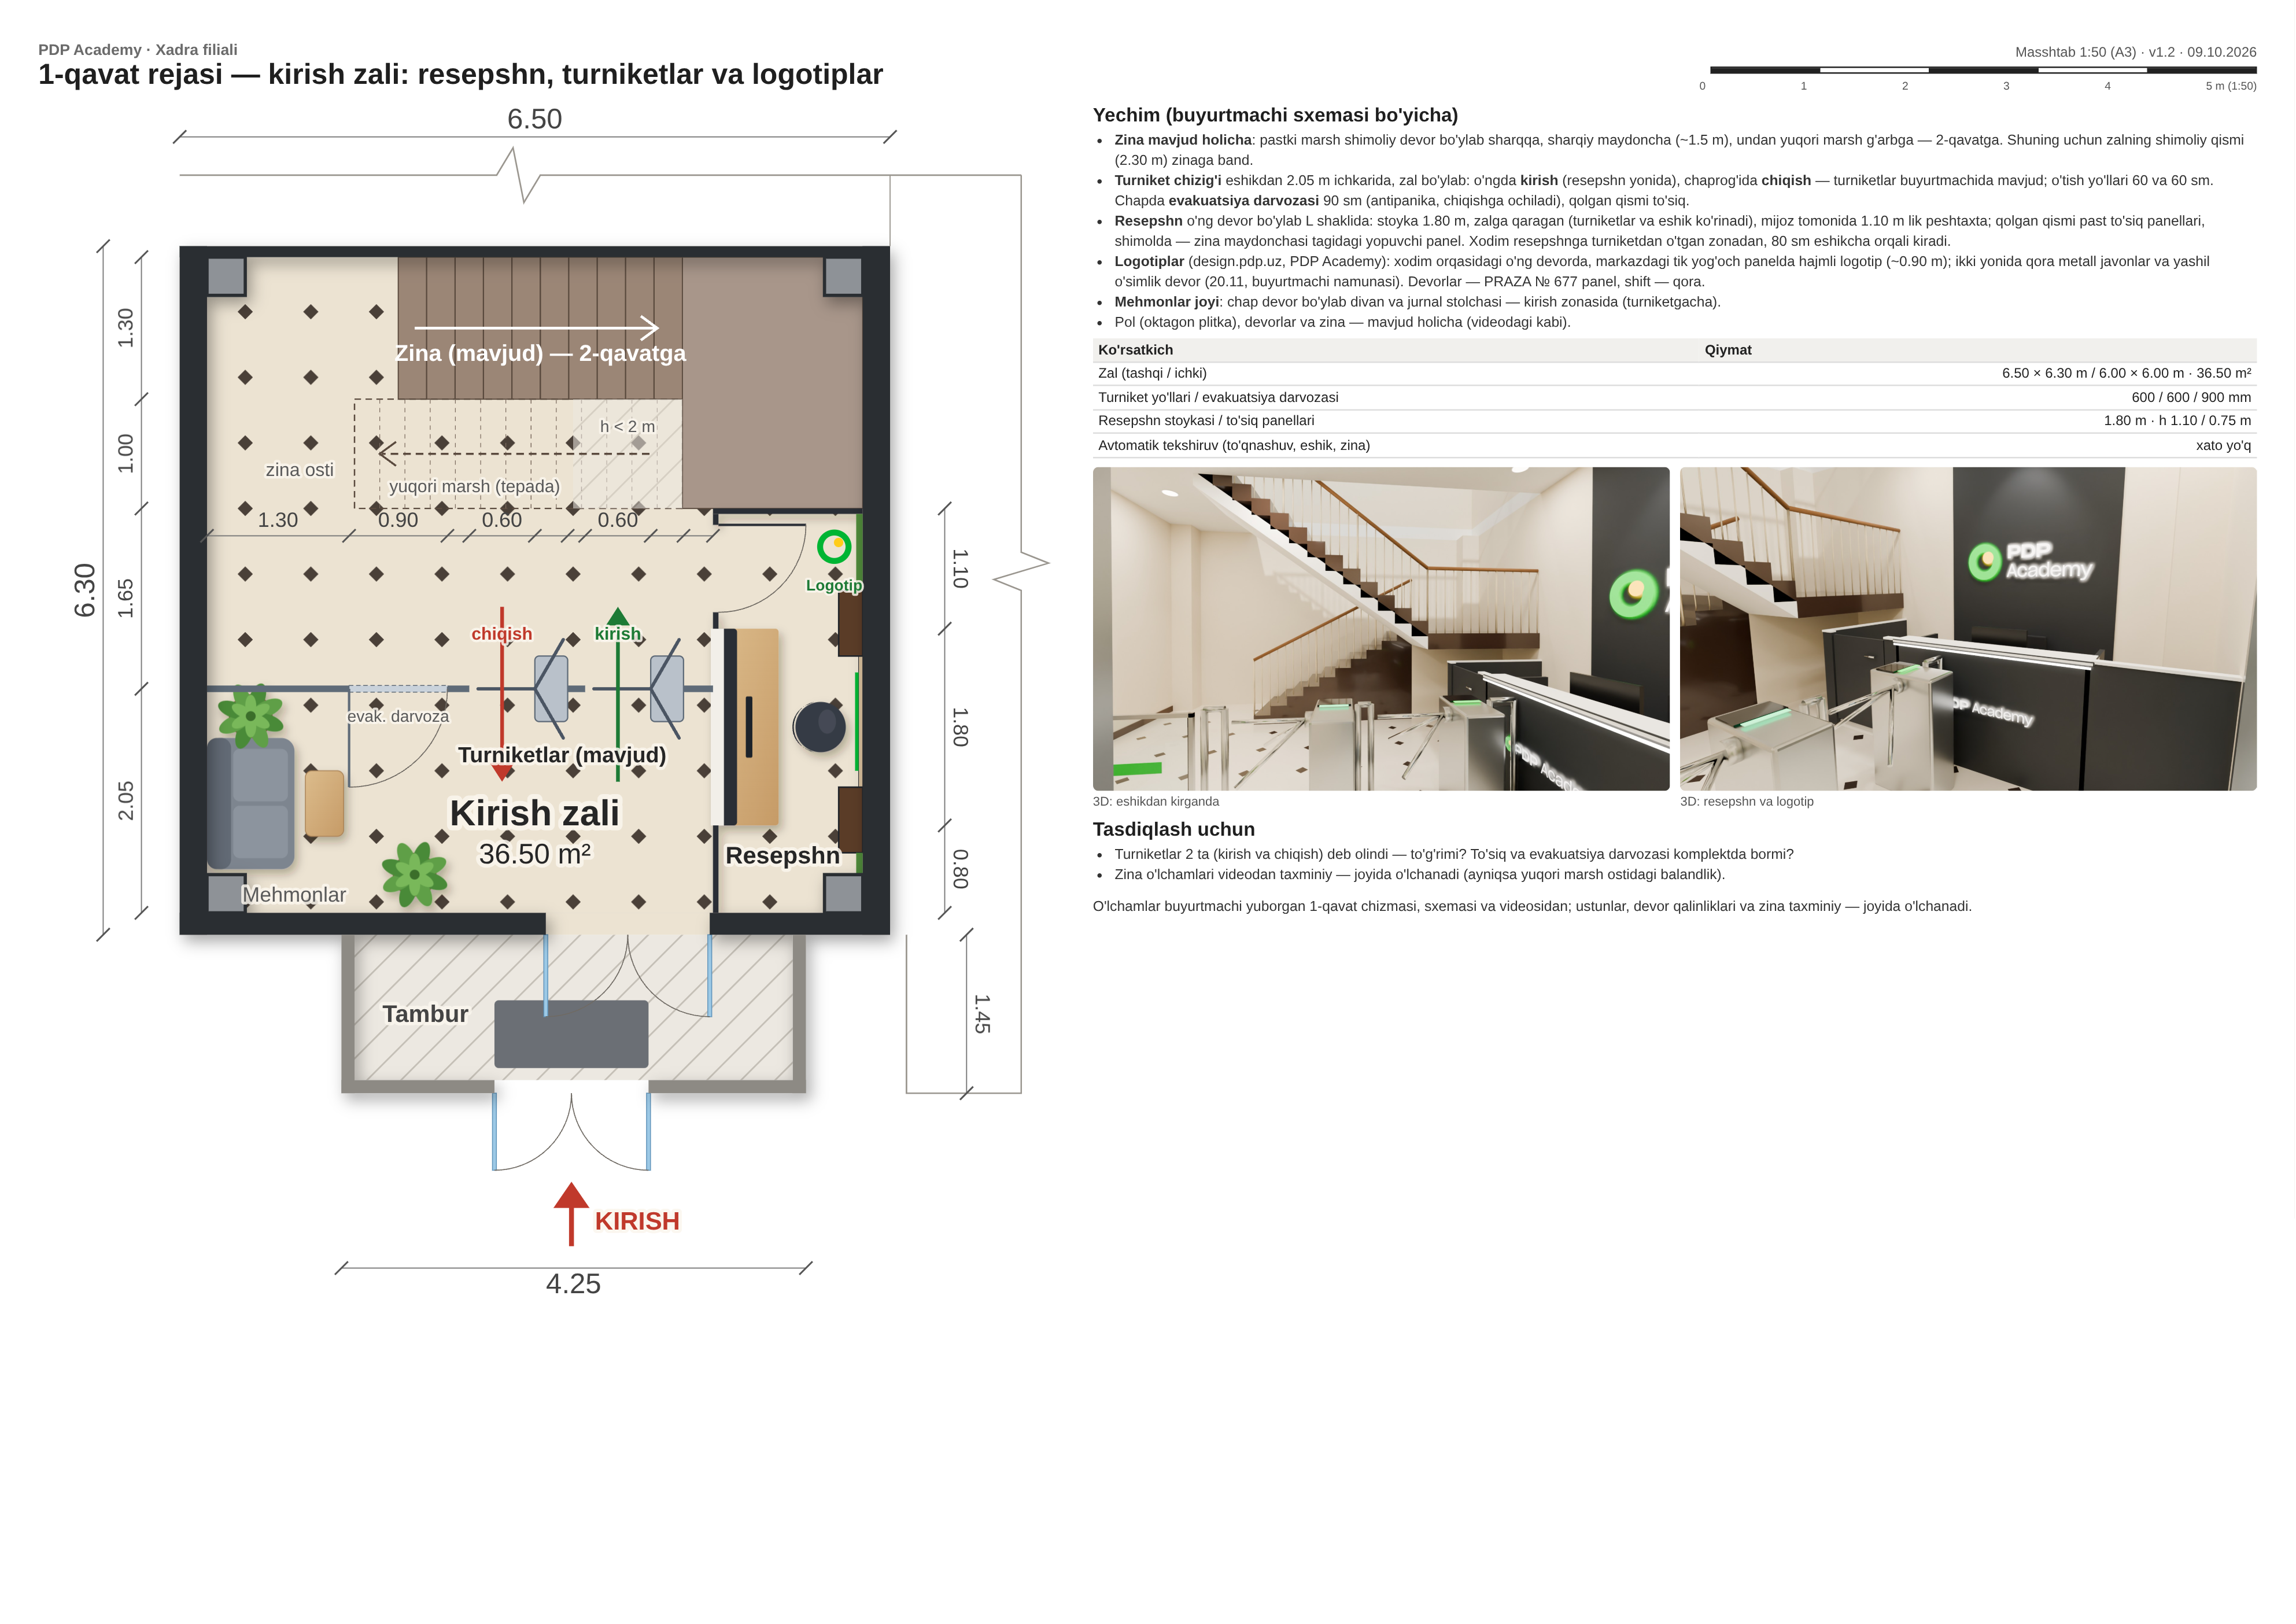 PDP Academy · Xadra filiali
1-qavat rejasi — kirish zali: resepshn, turniketlar va logotiplar
Masshtab 1:50 (A3) · v1.2 · 09.10.2026
0 1 2 3 4 5 m (1:50)
6.50
6.30
1.30
1.00
1.65
2.05
Zina (mavjud) — 2-qavatga
h < 2 m
zina osti
yuqori marsh (tepada)
1.30 0.90 0.60 0.60
Logotip
chiqish
kirish
evak. darvoza
Turniketlar (mavjud)
Kirish zali
36.50 m²
Resepshn
Mehmonlar
1.10
1.80
0.80
1.45
Tambur
KIRISH
4.25
Yechim (buyurtmachi sxemasi bo'yicha)
• Zina mavjud holicha: pastki marsh shimoliy devor bo'ylab sharqqa, sharqiy maydoncha (~1.5 m), undan yuqori marsh g'arbga — 2-qavatga. Shuning uchun zalning shimoliy qismi
(2.30 m) zinaga band.
• Turniket chizig'i eshikdan 2.05 m ichkarida, zal bo'ylab: o'ngda kirish (resepshn yonida), chaprog'ida chiqish — turniketlar buyurtmachida mavjud; o'tish yo'llari 60 va 60 sm.
Chapda evakuatsiya darvozasi 90 sm (antipanika, chiqishga ochiladi), qolgan qismi to'siq.
• Resepshn o'ng devor bo'ylab L shaklida: stoyka 1.80 m, zalga qaragan (turniketlar va eshik ko'rinadi), mijoz tomonida 1.10 m lik peshtaxta; qolgan qismi past to'siq panellari,
shimolda — zina maydonchasi tagidagi yopuvchi panel. Xodim resepshnga turniketdan o'tgan zonadan, 80 sm eshikcha orqali kiradi.
• Logotiplar (design.pdp.uz, PDP Academy): xodim orqasidagi o'ng devorda, markazdagi tik yog'och panelda hajmli logotip (~0.90 m); ikki yonida qora metall javonlar va yashil
o'simlik devor (20.11, buyurtmachi namunasi). Devorlar — PRAZA № 677 panel, shift — qora.
• Mehmonlar joyi: chap devor bo'ylab divan va jurnal stolchasi — kirish zonasida (turniketgacha).
• Pol (oktagon plitka), devorlar va zina — mavjud holicha (videodagi kabi).
Ko'rsatkich Qiymat
Zal (tashqi / ichki) 6.50 × 6.30 m / 6.00 × 6.00 m · 36.50 m²
Turniket yo'llari / evakuatsiya darvozasi 600 / 600 / 900 mm
Resepshn stoykasi / to'siq panellari 1.80 m · h 1.10 / 0.75 m
Avtomatik tekshiruv (to'qnashuv, eshik, zina) xato yo'q
PDP
Academy
PDP Academy
3D: eshikdan kirganda
3D: resepshn va logotip
Tasdiqlash uchun
• Turniketlar 2 ta (kirish va chiqish) deb olindi — to'g'rimi? To'siq va evakuatsiya darvozasi komplektda bormi?
• Zina o'lchamlari videodan taxminiy — joyida o'lchanadi (ayniqsa yuqori marsh ostidagi balandlik).
O'lchamlar buyurtmachi yuborgan 1-qavat chizmasi, sxemasi va videosidan; ustunlar, devor qalinliklari va zina taxminiy — joyida o'lchanadi.